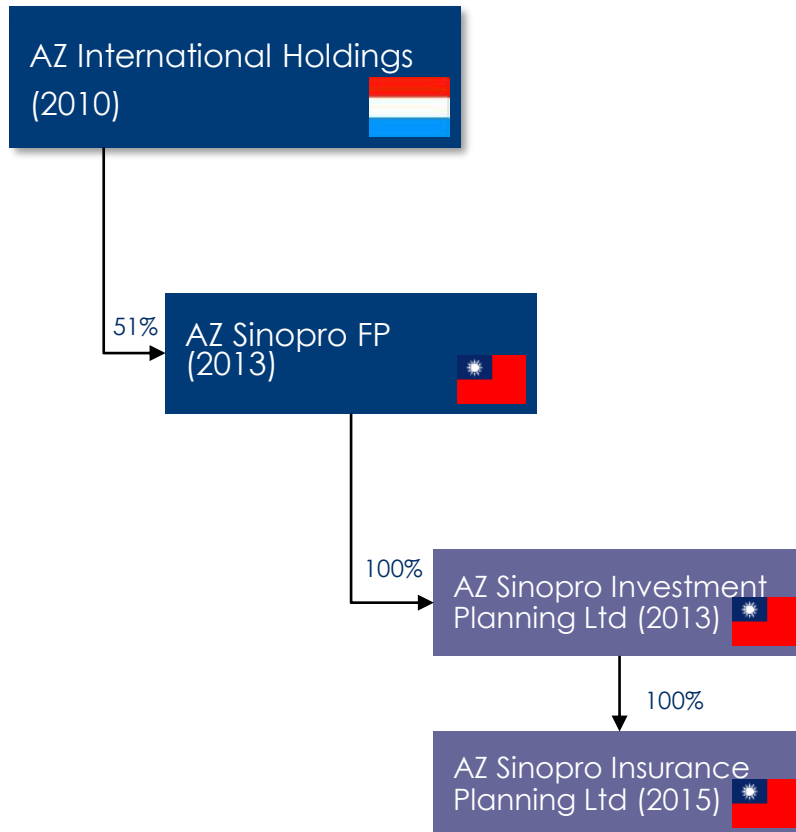 AZ International Holdings
(2010)
51%
AZ Sinopro FP
(2013)
100%
AZ Sinopro Investment
Planning Ltd (2013)
100%
AZ Sinopro Insurance
Planning Ltd (2015)